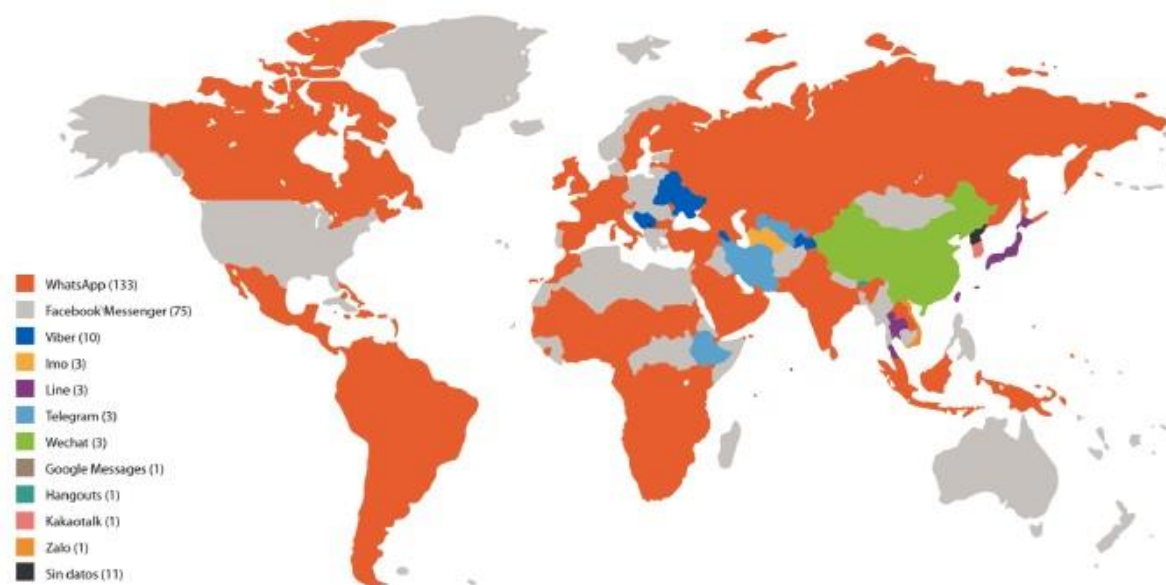 WhatsApp (133)
Facebook Messenger (75)
Viber (10)
Imo (3)
Line (3)
Telegram (3)
Wechat (3)
Google Messages (1)
Hangouts (1)
Kakaotalk (1)
Zalo (1)
Sin datos (11)